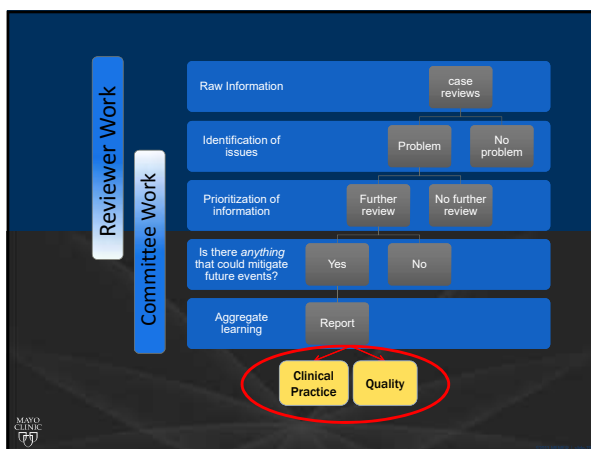 Reviewer Work
Committee Work
Raw Information
case
reviews
Identification of
issues
Problem
No
problem
Prioritization of
information
Further
review
No further
review
Is there anything
that could mitigate
future events?
Yes
No
Aggregate
learning
Report
Clinical
Practice
Quality
MAYO
CLINIC